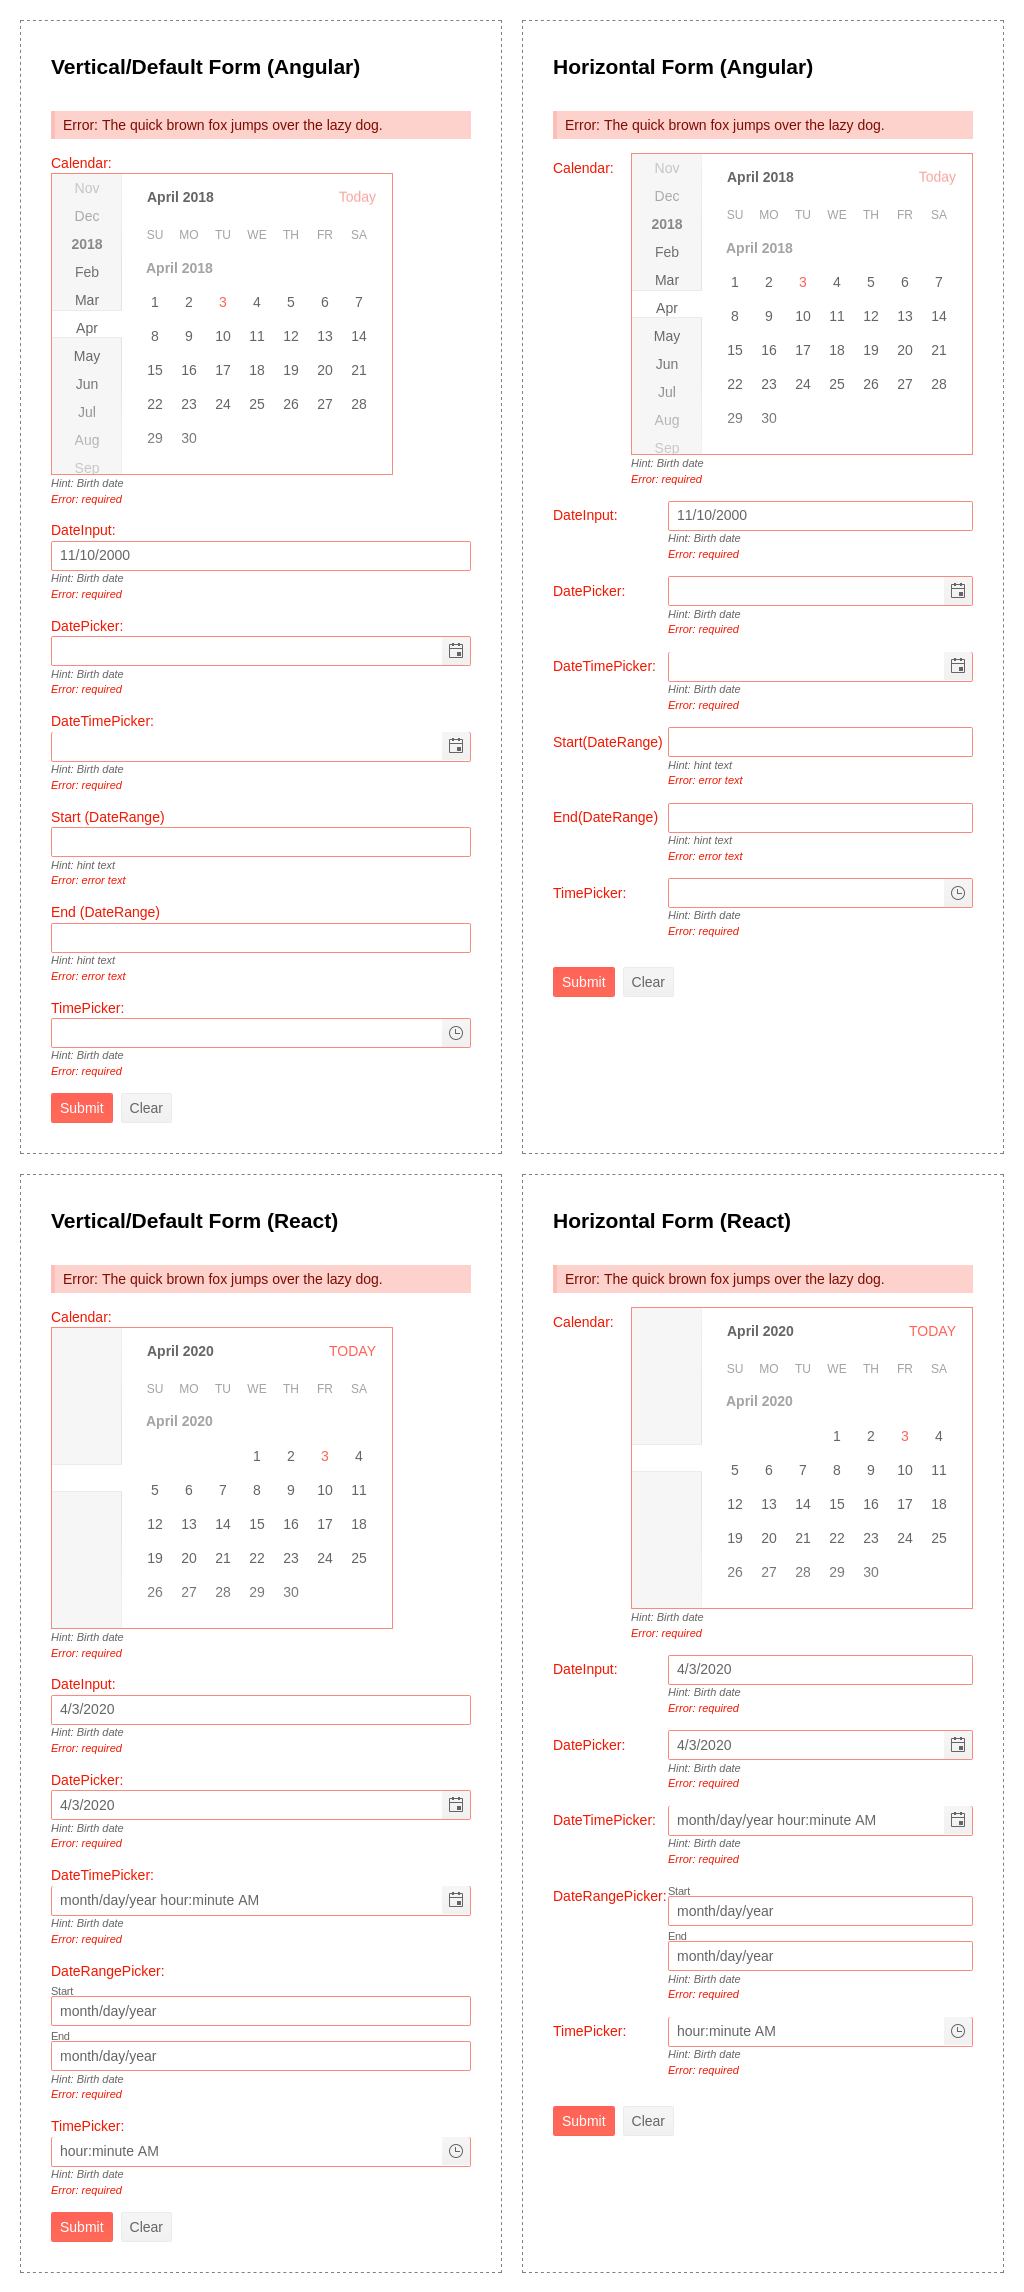 Vertical/Default Form (Angular)
Error: The quick brown fox jumps over the lazy dog.
Calendar:
Nov
Dec
2018
Feb
Mar
Apr
May
Jun
Jul
Aug
Sep
April 2018 Today
SU MO TU WE TH FR SA
April 2018
1 2 3 4 5 6 7
8 9 10 11 12 13 14
15 16 17 18 19 20 21
22 23 24 25 26 27 28
29 30
Hint: Birth date
Error: required
DateInput:
11/10/2000
Hint: Birth date
Error: required
DatePicker:
Hint: Birth date
Error: required
DateTimePicker:
Hint: Birth date
Error: required
Start (DateRange)
Hint: hint text
Error: error text
End (DateRange)
Hint: hint text
Error: error text
TimePicker:
Hint: Birth date
Error: required
Submit Clear
Horizontal Form (Angular)
Error: The quick brown fox jumps over the lazy dog.
Calendar:
Nov
Dec
2018
Feb
Mar
Apr
May
Jun
Jul
Aug
Sep
April 2018 Today
SU MO TU WE TH FR SA
April 2018
1 2 3 4 5 6 7
8 9 10 11 12 13 14
15 16 17 18 19 20 21
22 23 24 25 26 27 28
29 30
Hint: Birth date
Error: required
DateInput: 11/10/2000
Hint: Birth date
Error: required
DatePicker:
Hint: Birth date
Error: required
DateTimePicker:
Hint: Birth date
Error: required
Start(DateRange)
Hint: hint text
Error: error text
End(DateRange)
Hint: hint text
Error: error text
TimePicker:
Hint: Birth date
Error: required
Submit Clear
Vertical/Default Form (React)
Error: The quick brown fox jumps over the lazy dog.
Calendar:
April 2020 TODAY
SU MO TU WE TH FR SA
April 2020
1 2 3 4
5 6 7 8 9 10 11
12 13 14 15 16 17 18
19 20 21 22 23 24 25
26 27 28 29 30
Hint: Birth date
Error: required
DateInput:
4/3/2020
Hint: Birth date
Error: required
DatePicker:
4/3/2020
Hint: Birth date
Error: required
DateTimePicker:
month/day/year hour:minute AM
Hint: Birth date
Error: required
DateRangePicker:
Start
month/day/year
End
month/day/year
Hint: Birth date
Error: required
TimePicker:
hour:minute AM
Hint: Birth date
Error: required
Submit Clear
Horizontal Form (React)
Error: The quick brown fox jumps over the lazy dog.
Calendar:
April 2020 TODAY
SU MO TU WE TH FR SA
April 2020
1 2 3 4
5 6 7 8 9 10 11
12 13 14 15 16 17 18
19 20 21 22 23 24 25
26 27 28 29 30
Hint: Birth date
Error: required
DateInput: 4/3/2020
Hint: Birth date
Error: required
DatePicker: 4/3/2020
Hint: Birth date
Error: required
DateTimePicker: month/day/year hour:minute AM
Hint: Birth date
Error: required
DateRangePicker: Start
month/day/year
End
month/day/year
Hint: Birth date
Error: required
TimePicker: hour:minute AM
Hint: Birth date
Error: required
Submit Clear